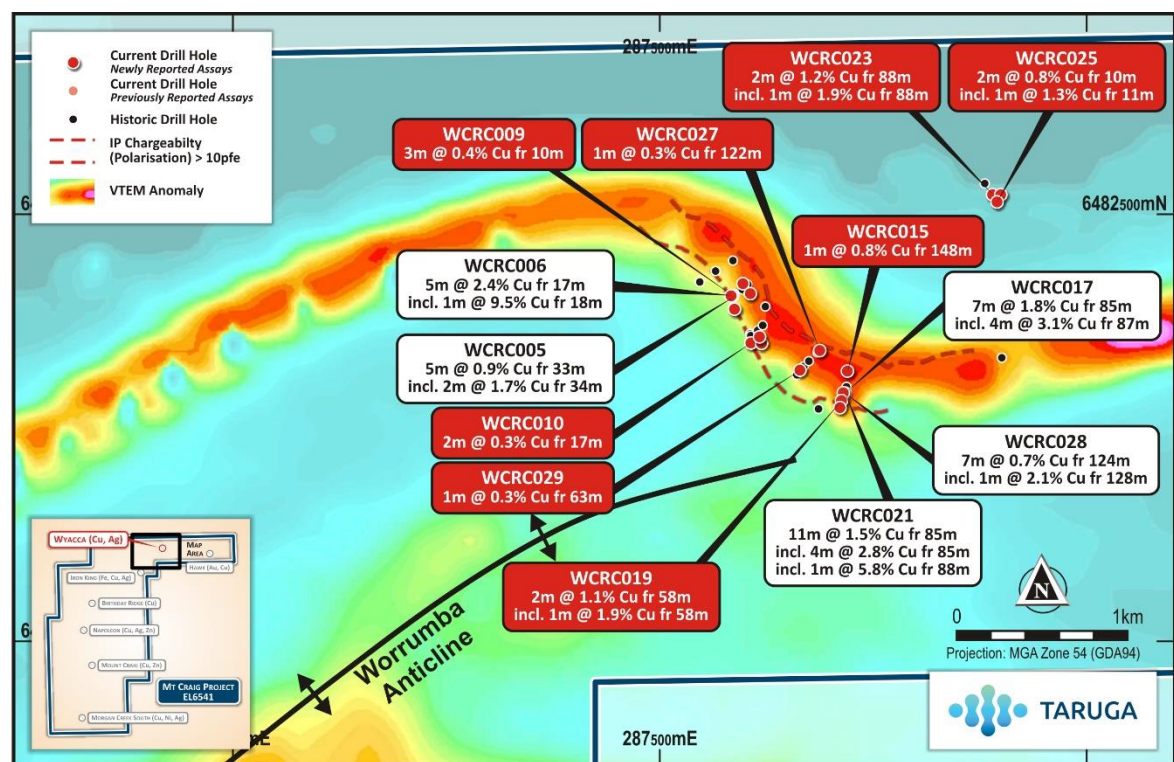 Current Drill Hole
Newly Reported Assays
Current Drill Hole
Previously Reported Assays
Historic Drill Hole
IP Chargeabilty
(Polarisation) > 10pfe
VTEM Anomaly
287500mE
WCRC023
2m @ 1.2% Cu fr 88m
incl. 1m @ 1.9% Cu fr 88m
WCRC025
2m @ 0.8% Cu fr 10m
incl. 1m @ 1.3% Cu fr 11m
WCRC009
3m @ 0.4% Cu fr 10m
WCRC027
1m @ 0.3% Cu fr 122m
6482500mN
WCRC015
1m @ 0.8% Cu fr 148m
WCRC006
5m @ 2.4% Cu fr 17m
incl. 1m @ 9.5% Cu fr 18m
WCRC017
7m @ 1.8% Cu fr 85m
incl. 4m @ 3.1% Cu fr 87m
WCRC005
5m @ 0.9% Cu fr 33m
incl. 2m @ 1.7% Cu fr 34m
WCRC010
2m @ 0.3% Cu fr 17m
WCRC028
7m @ 0.7% Cu fr 124m
incl. 1m @ 2.1% Cu fr 128m
WCRC029
1m @ 0.3% Cu fr 63m
WCRC021
11m @ 1.5% Cu fr 85m
incl. 4m @ 2.8% Cu fr 85m
incl. 1m @ 5.8% Cu fr 88m
WCRC019
2m @ 1.1% Cu fr 58m
incl. 1m @ 1.9% Cu fr 58m
Worrumba
Anticline
N
0 1km
Projection: MGA Zone 54 (GDA94)
TARUGA
287500mE
mE
Wyacca (Cu, Ag)
Map
Area
Hawk (Au, Cu)
Iron King (Fe, Cu, Ag)
Birthday Ridge (Cu)
Napoleon (Cu, Ag, Zn)
Mount Craig (Cu, Zn)
Mt Craig Project
EL6541
Morgan Creek South (Cu, Ni, Ag)